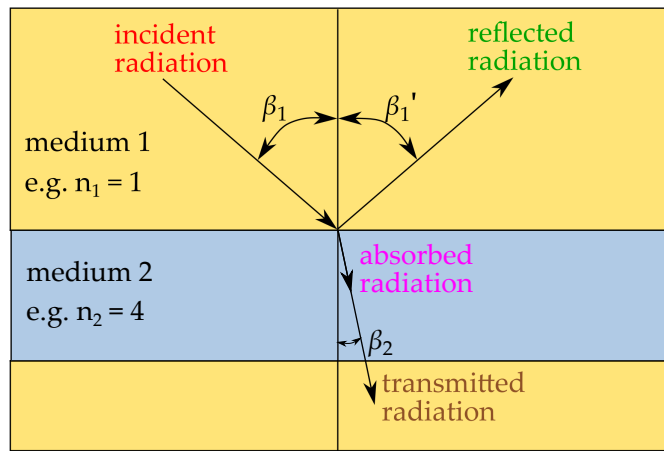 incident
radiation
reflected
radiation
β₁
β₁'
medium 1
e.g. n₁ = 1
absorbed
radiation
medium 2
e.g. n₂ = 4
β₂
transmitted
radiation